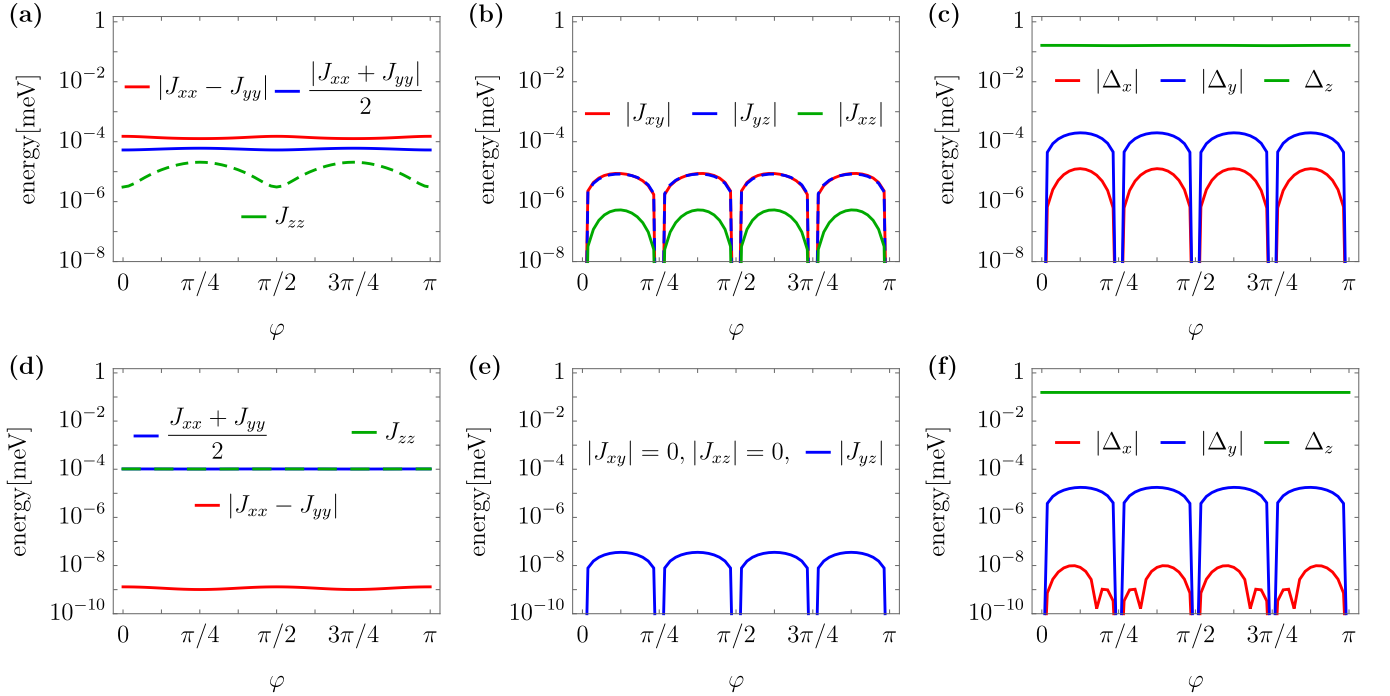 (a)
1
10⁻²
10⁻⁴
10⁻⁶
10⁻⁸
energy[meV]
|Jₓₓ − J_yy|
|Jₓₓ + J_yy|
2
J_zz
0
π/4
π/2
3π/4
π
φ
(b)
1
10⁻²
10⁻⁴
10⁻⁶
10⁻⁸
energy[meV]
|J_xy|
|J_yz|
|J_xz|
0
π/4
π/2
3π/4
π
φ
(c)
1
10⁻²
10⁻⁴
10⁻⁶
10⁻⁸
energy[meV]
|Δₓ|
|Δ_y|
Δ_z
0
π/4
π/2
3π/4
π
φ
(d)
1
10⁻²
10⁻⁴
10⁻⁶
10⁻⁸
10⁻¹⁰
energy[meV]
Jₓₓ + J_yy
2
J_zz
|Jₓₓ − J_yy|
0
π/4
π/2
3π/4
π
φ
(e)
1
10⁻²
10⁻⁴
10⁻⁶
10⁻⁸
10⁻¹⁰
energy[meV]
|J_xy| = 0, |J_xz| = 0, |J_yz|
0
π/4
π/2
3π/4
π
φ
(f)
1
10⁻²
10⁻⁴
10⁻⁶
10⁻⁸
10⁻¹⁰
energy[meV]
|Δₓ|
|Δ_y|
Δ_z
0
π/4
π/2
3π/4
π
φ